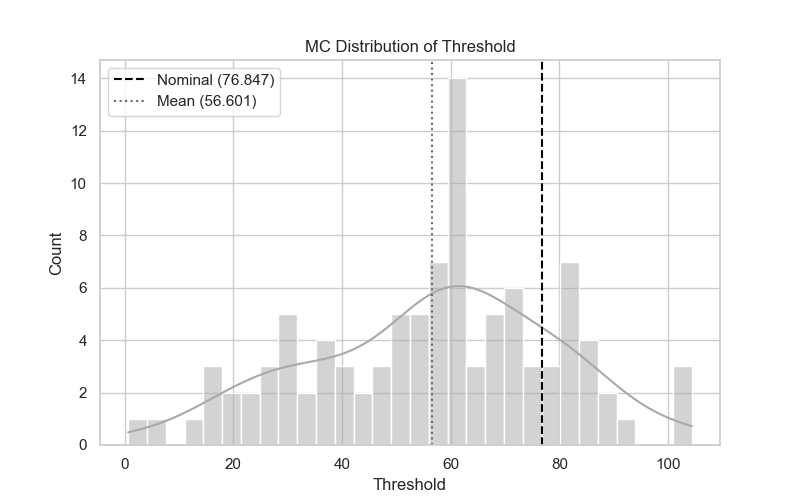 MC Distribution of Threshold
Nominal (76.847)
Mean (56.601)
14
12
10
8
6
4
2
0
Count
0 20 40 60 80 100
Threshold